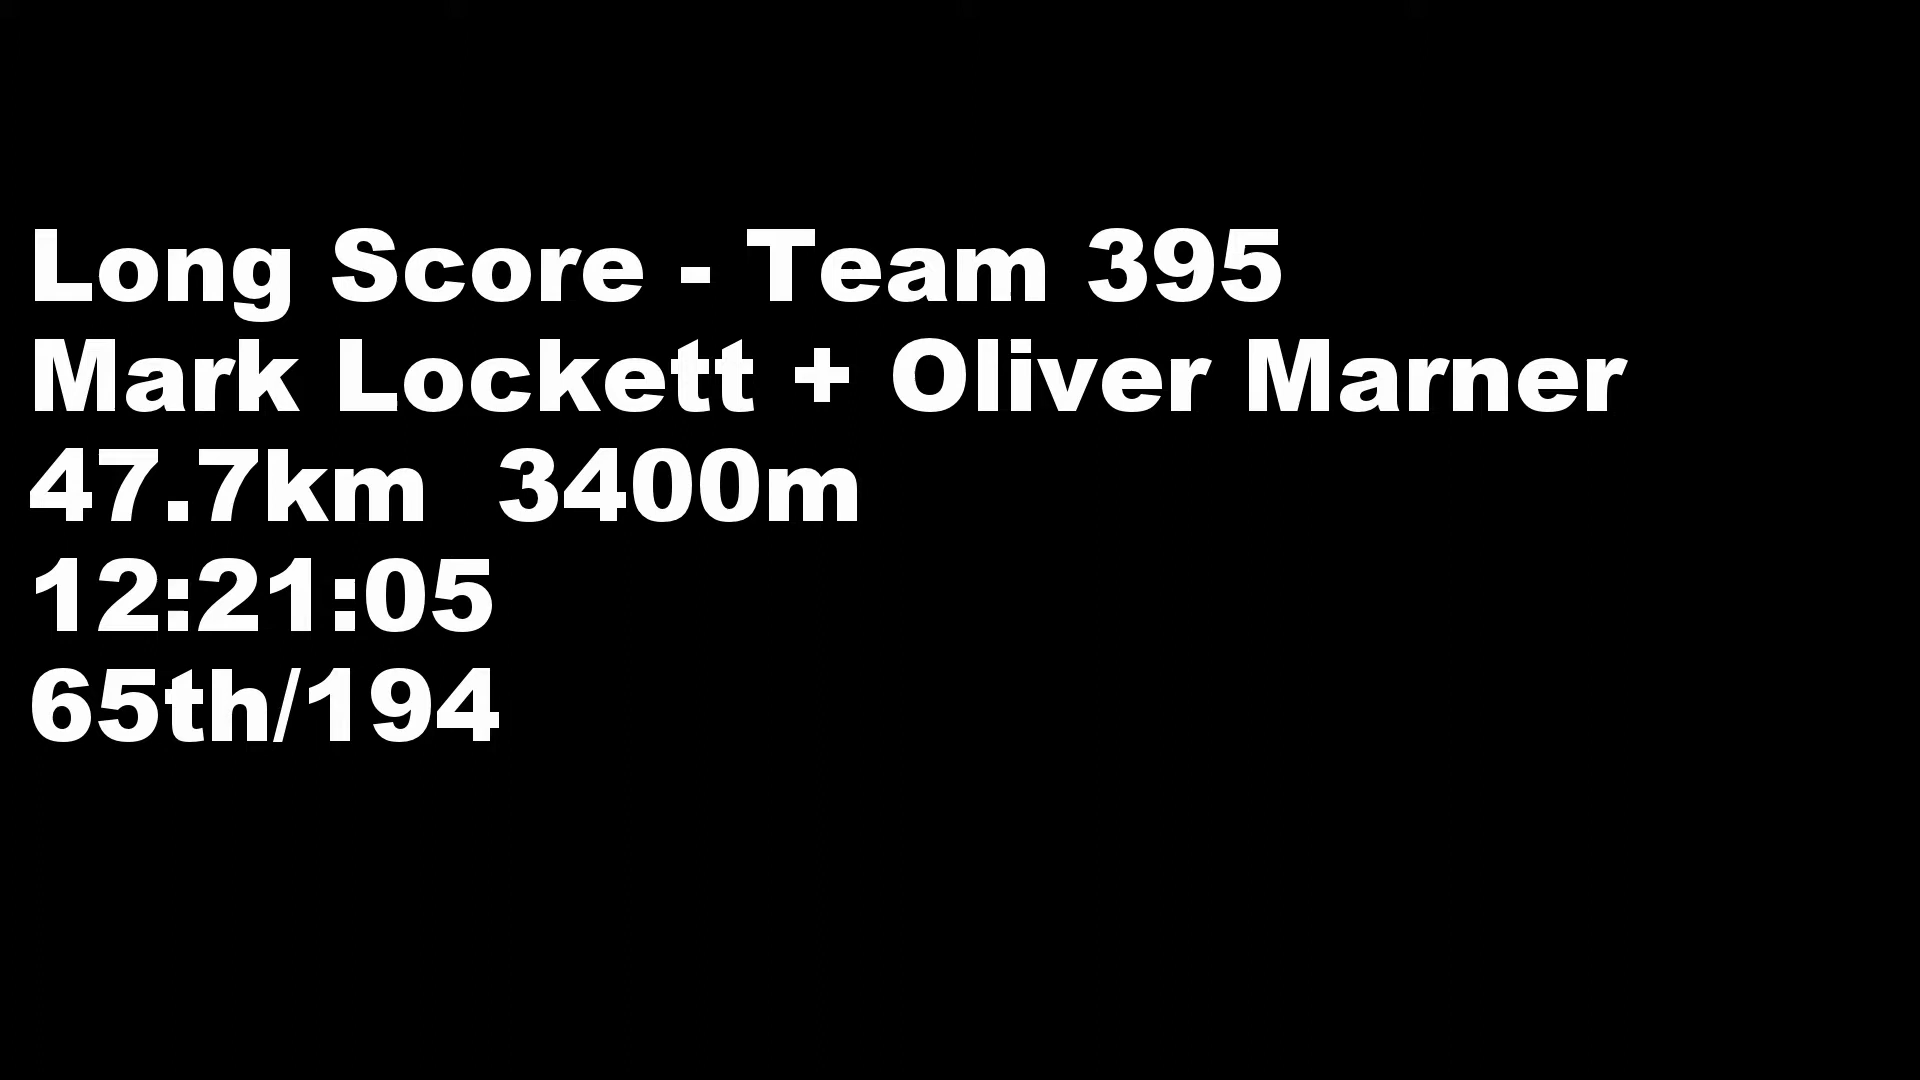 Long Score - Team 395
Mark Lockett + Oliver Marner
47.7km  3400m
12:21:05
65th/194